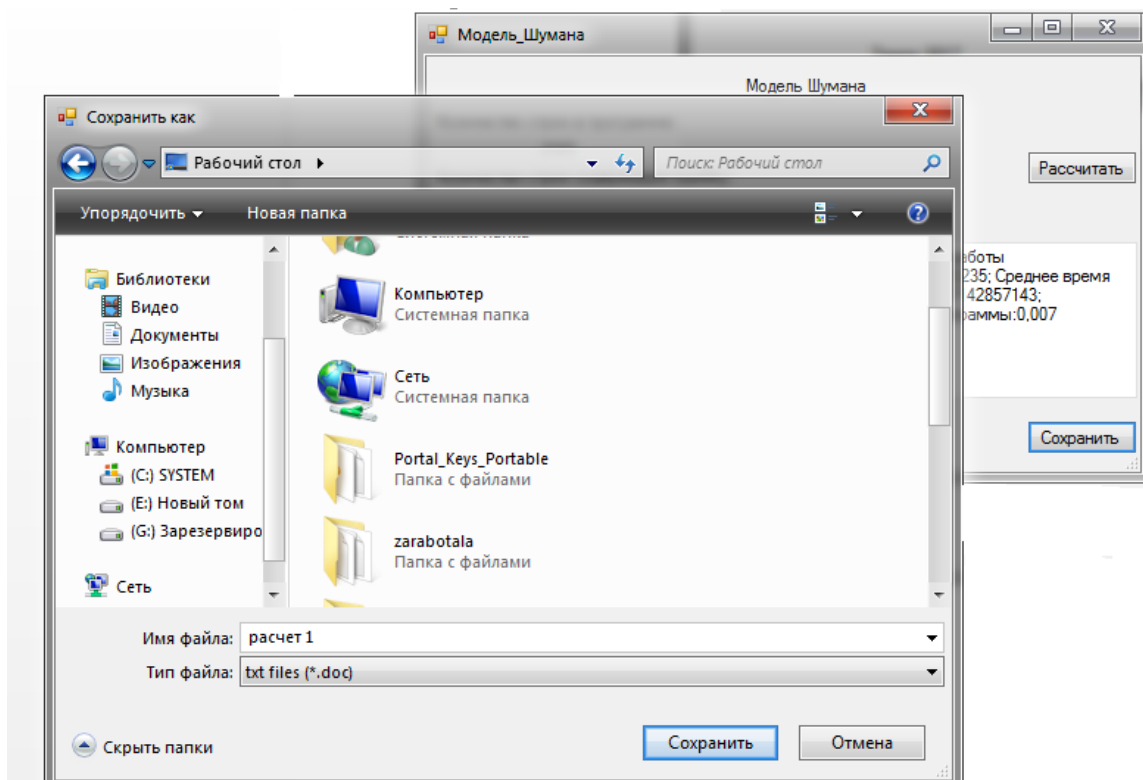 Модель_Шумана
Модель Шумана
Рассчитать
аботы
235; Среднее время
42857143;
раммы:0,007
Сохранить
Сохранить как
Рабочий стол
Поиск: Рабочий стол
Упорядочить
Новая папка
Библиотеки
Видео
Документы
Изображения
Музыка
Компьютер
(C:) SYSTEM
(E:) Новый том
(G:) Зарезервиро
Сеть
Компьютер
Системная папка
Сеть
Системная папка
Portal_Keys_Portable
Папка с файлами
zarabotala
Папка с файлами
Имя файла: расчет 1
Тип файла: txt files (*.doc)
Скрыть папки
Сохранить
Отмена